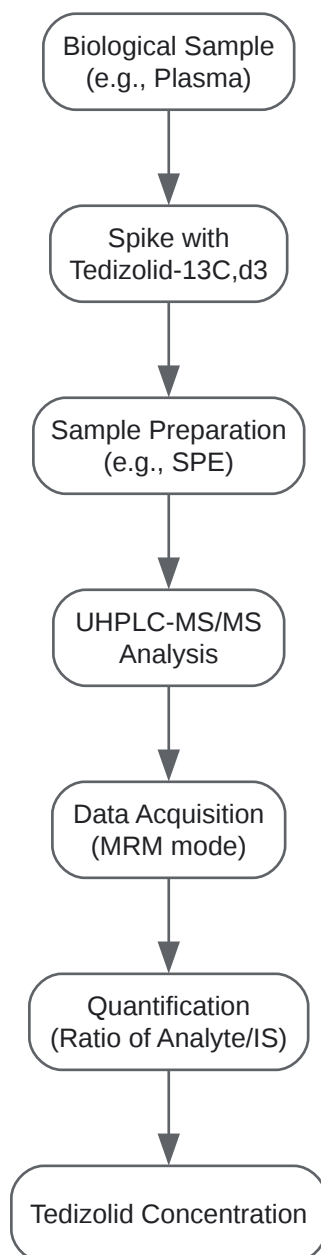 Biological Sample
(e.g., Plasma)
Spike with
Tedizolid-13C,d3
Sample Preparation
(e.g., SPE)
UHPLC-MS/MS
Analysis
Data Acquisition
(MRM mode)
Quantification
(Ratio of Analyte/IS)
Tedizolid Concentration